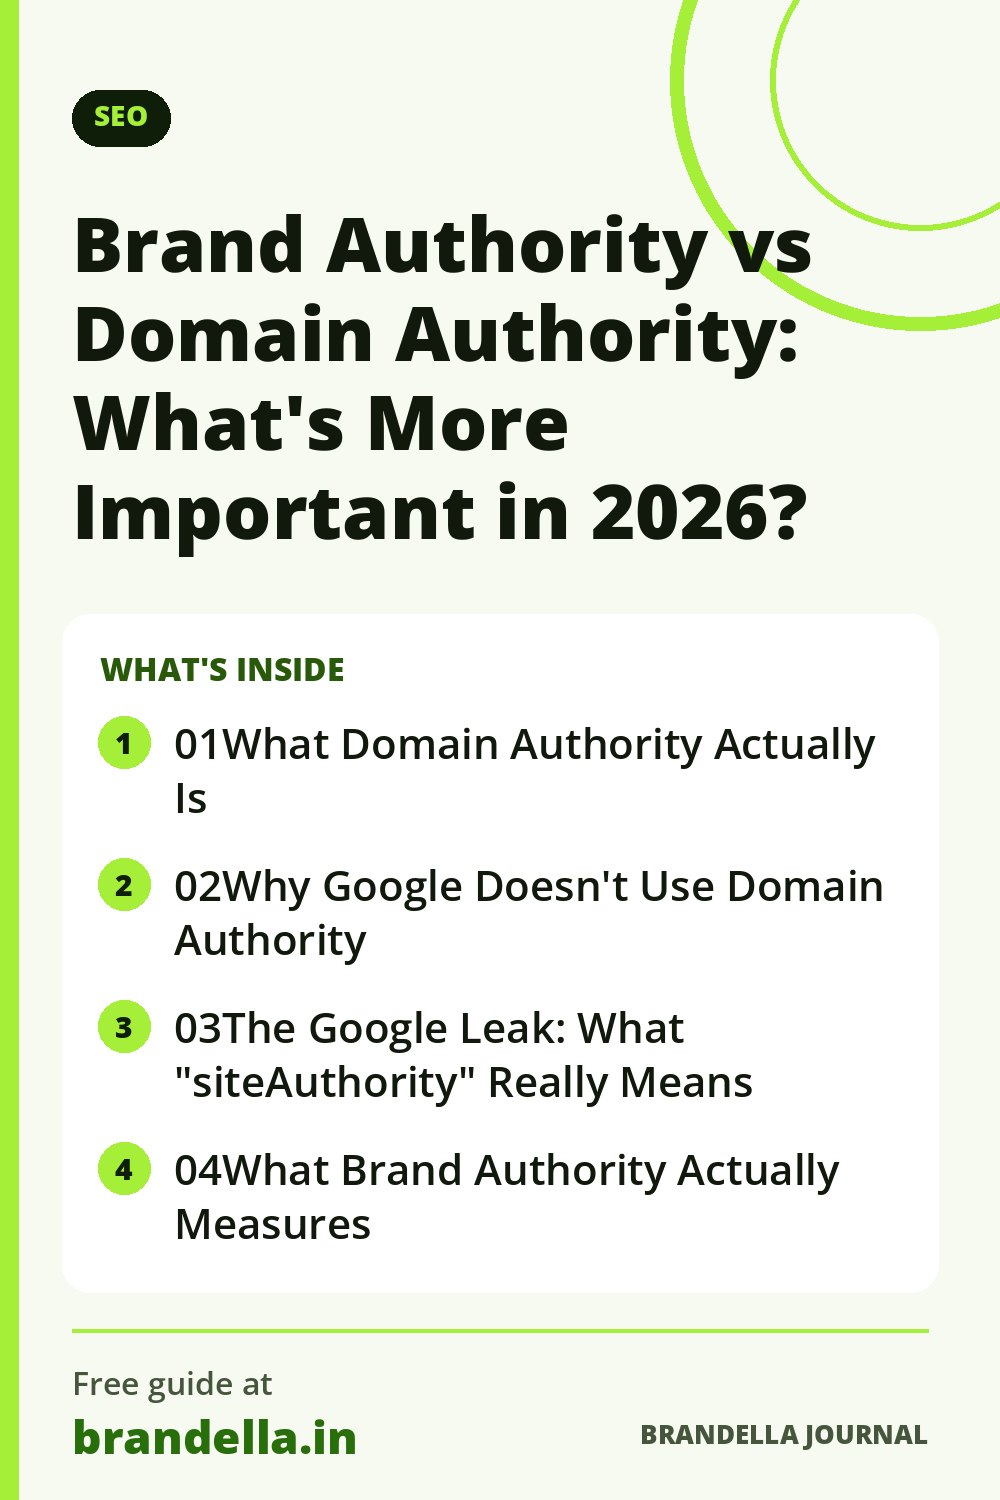 SEO
Brand Authority vs
Domain Authority:
What's More
Important in 2026?
WHAT'S INSIDE
1 01What Domain Authority Actually
Is
2 02Why Google Doesn't Use Domain
Authority
3 03The Google Leak: What
"siteAuthority" Really Means
4 04What Brand Authority Actually
Measures
Free guide at
brandella.in
BRANDELLA JOURNAL